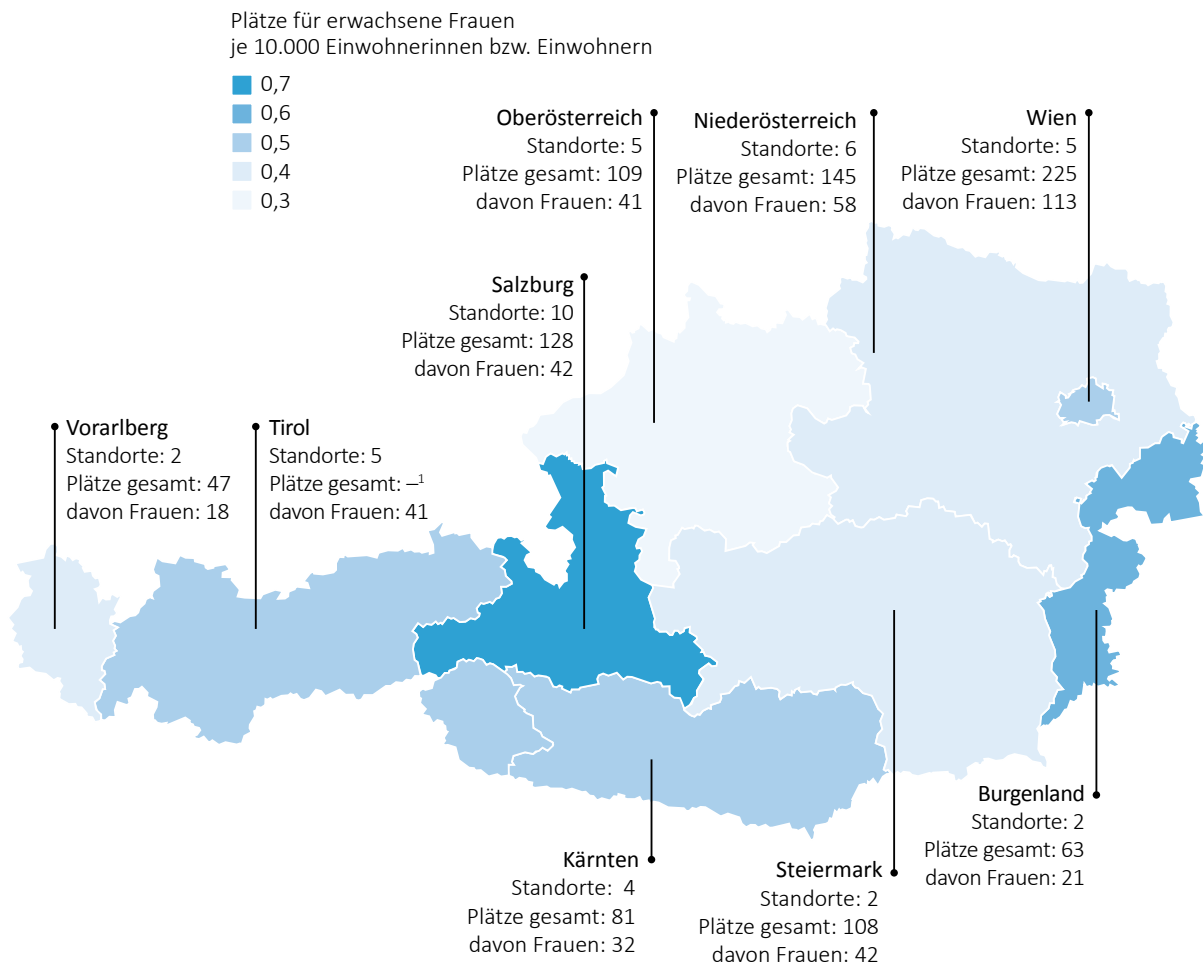 Plätze für erwachsene Frauen
je 10.000 Einwohnerinnen bzw. Einwohnern
0,7
0,6
0,5
0,4
0,3
Oberösterreich
Standorte: 5
Plätze gesamt: 109
davon Frauen: 41
Niederösterreich
Standorte: 6
Plätze gesamt: 145
davon Frauen: 58
Wien
Standorte: 5
Plätze gesamt: 225
davon Frauen: 113
Salzburg
Standorte: 10
Plätze gesamt: 128
davon Frauen: 42
Vorarlberg
Standorte: 2
Plätze gesamt: 47
davon Frauen: 18
Tirol
Standorte: 5
Plätze gesamt: –¹
davon Frauen: 41
Burgenland
Standorte: 2
Plätze gesamt: 63
davon Frauen: 21
Kärnten
Standorte: 4
Plätze gesamt: 81
davon Frauen: 32
Steiermark
Standorte: 2
Plätze gesamt: 108
davon Frauen: 42